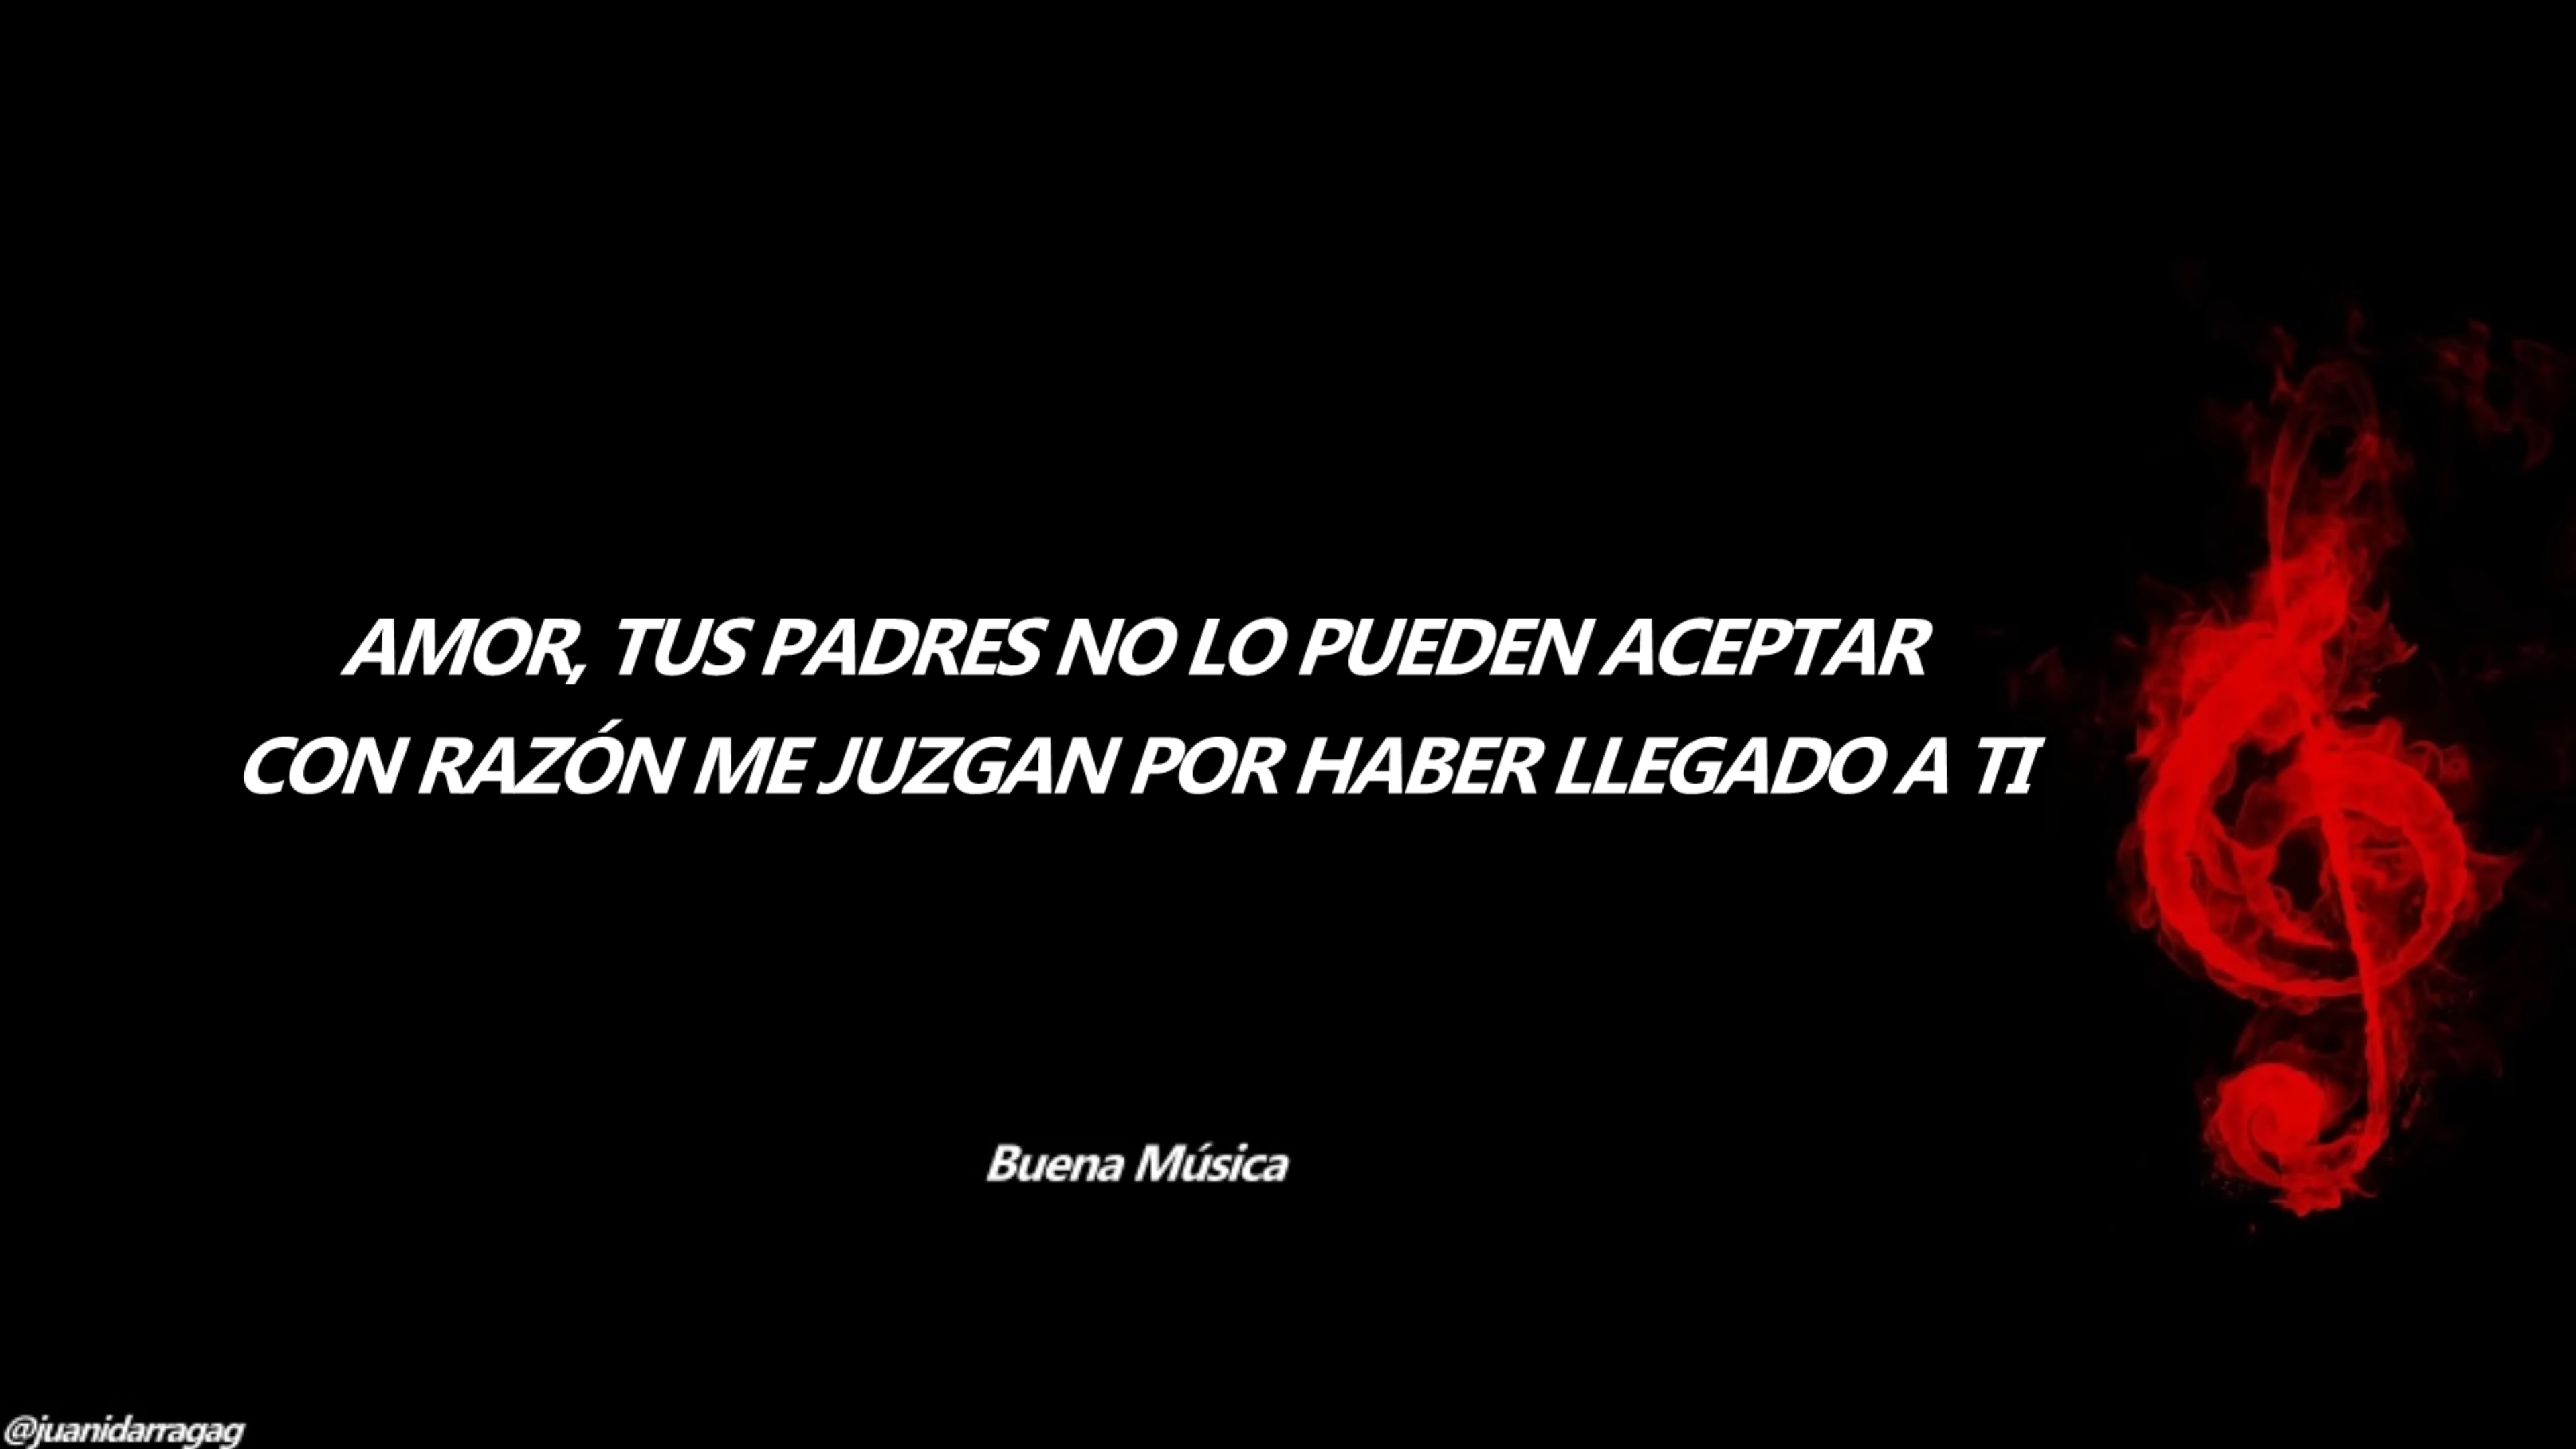 AMOR, TUS PADRES NO LO PUEDEN ACEPTAR
CON RAZÓN ME JUZGAN POR HABER LLEGADO A TI
Buena Música
@juanidarragag